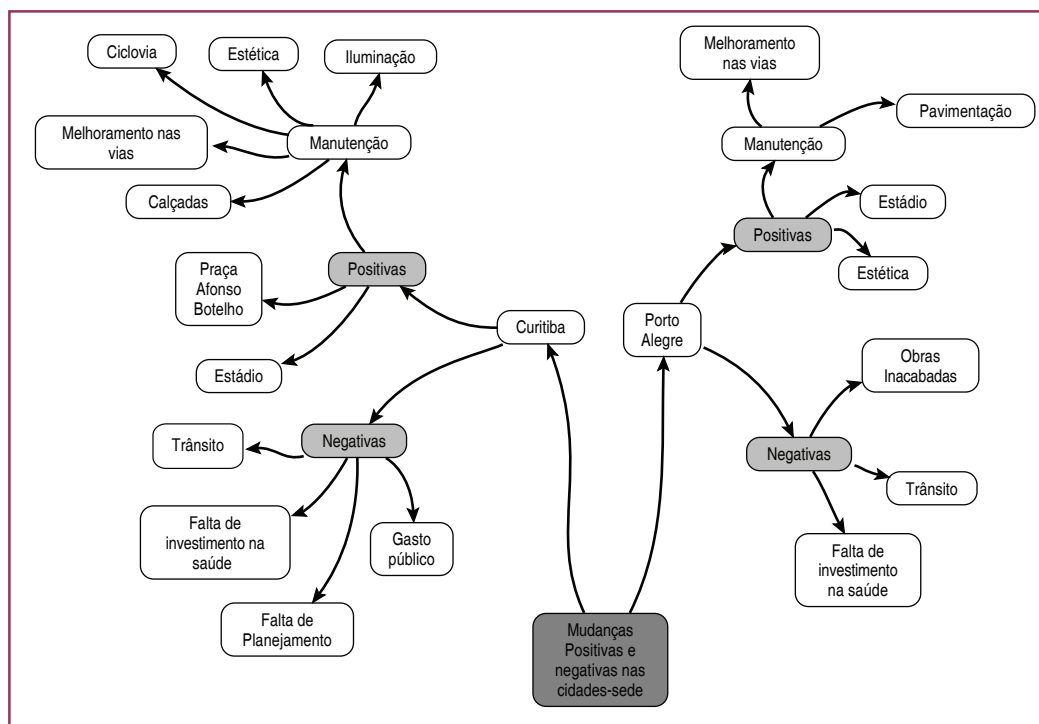 Ciclovia
Estética
Iluminação
Melhoramento nas
vias
Manutenção
Calçadas
Positivas
Praça
Afonso
Botelho
Estádio
Curitiba
Negativas
Trânsito
Falta de
investimento na
saúde
Gasto
público
Falta de
Planejamento
Melhoramento
nas vias
Pavimentação
Manutenção
Estádio
Positivas
Estética
Porto
Alegre
Obras
Inacabadas
Negativas
Trânsito
Falta de
investimento
na saúde
Mudanças
Positivas e
negativas nas
cidades-sede